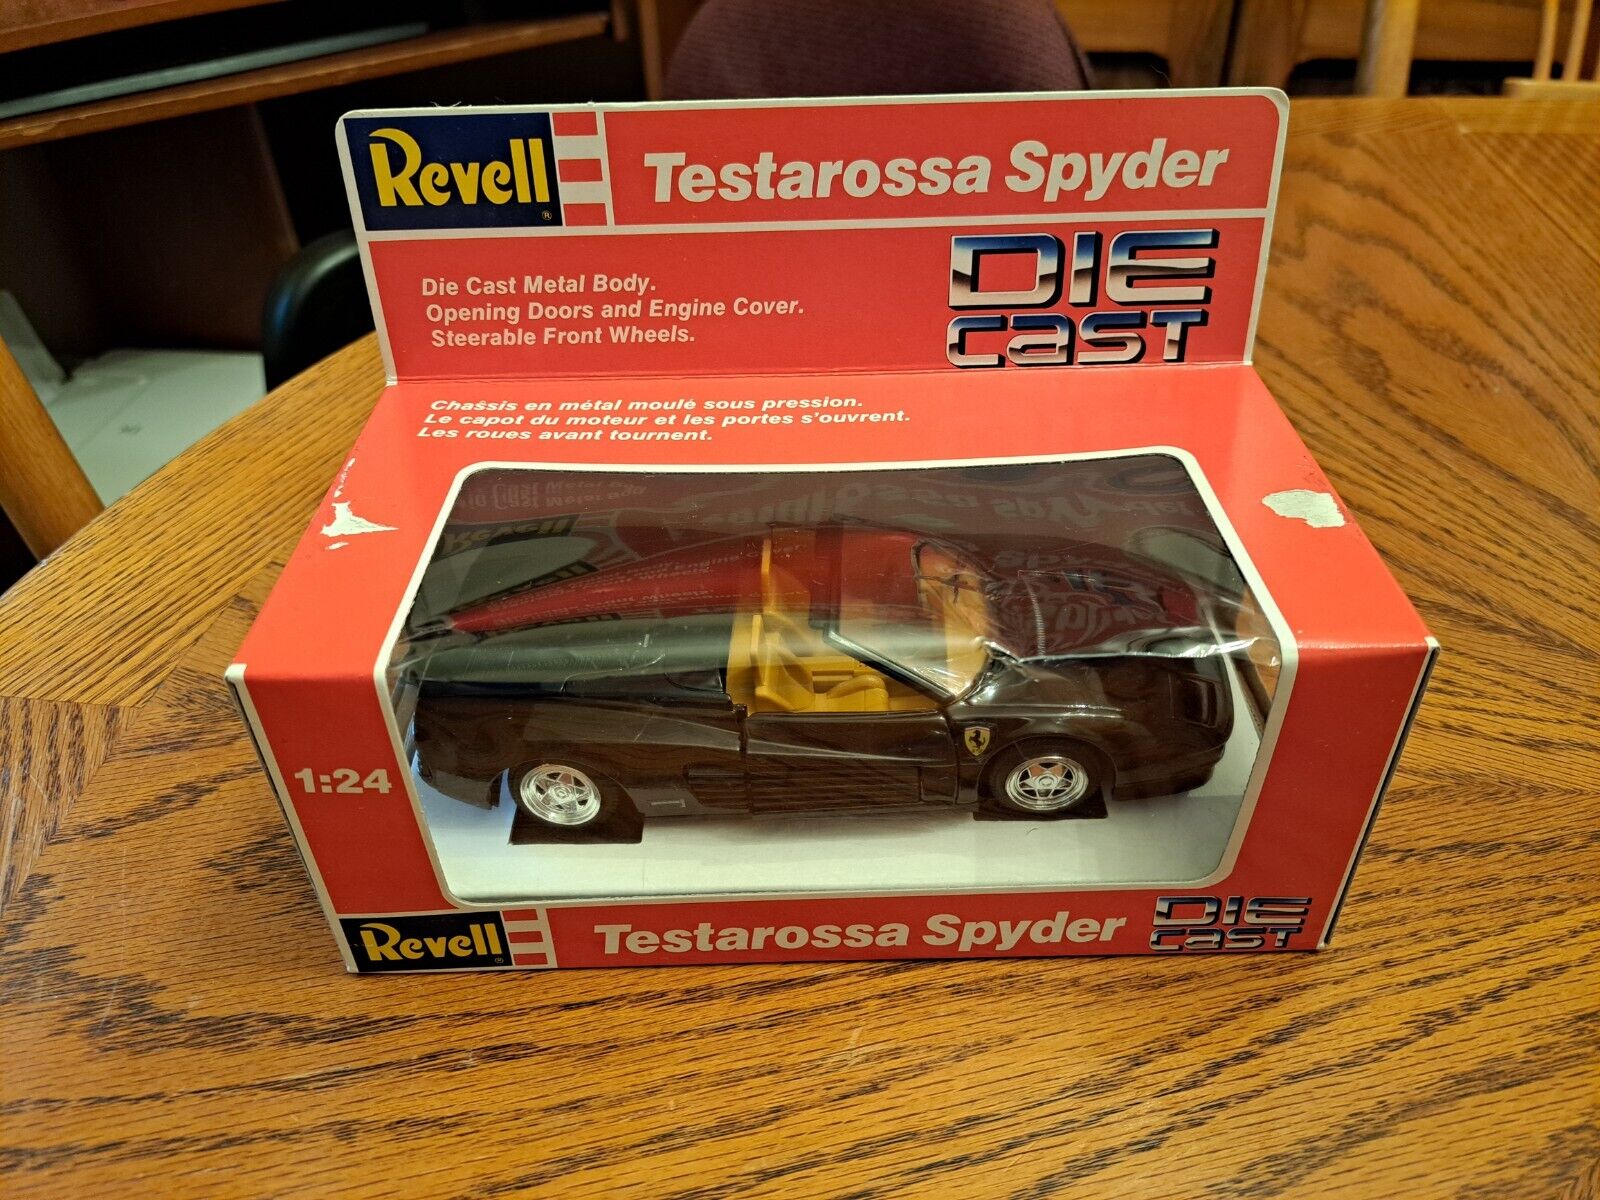 Revell
®
Testarossa Spyder
Die Cast Metal Body.
Opening Doors and Engine Cover.
Steerable Front Wheels.
DIE
CAST
Chaŝsis en métal moulé sous pression.
Le capot du moteur et les portes s'ouvrent.
Les roues avant tournent.
1:24
Revell
®
Testarossa Spyder
DIE
CAST